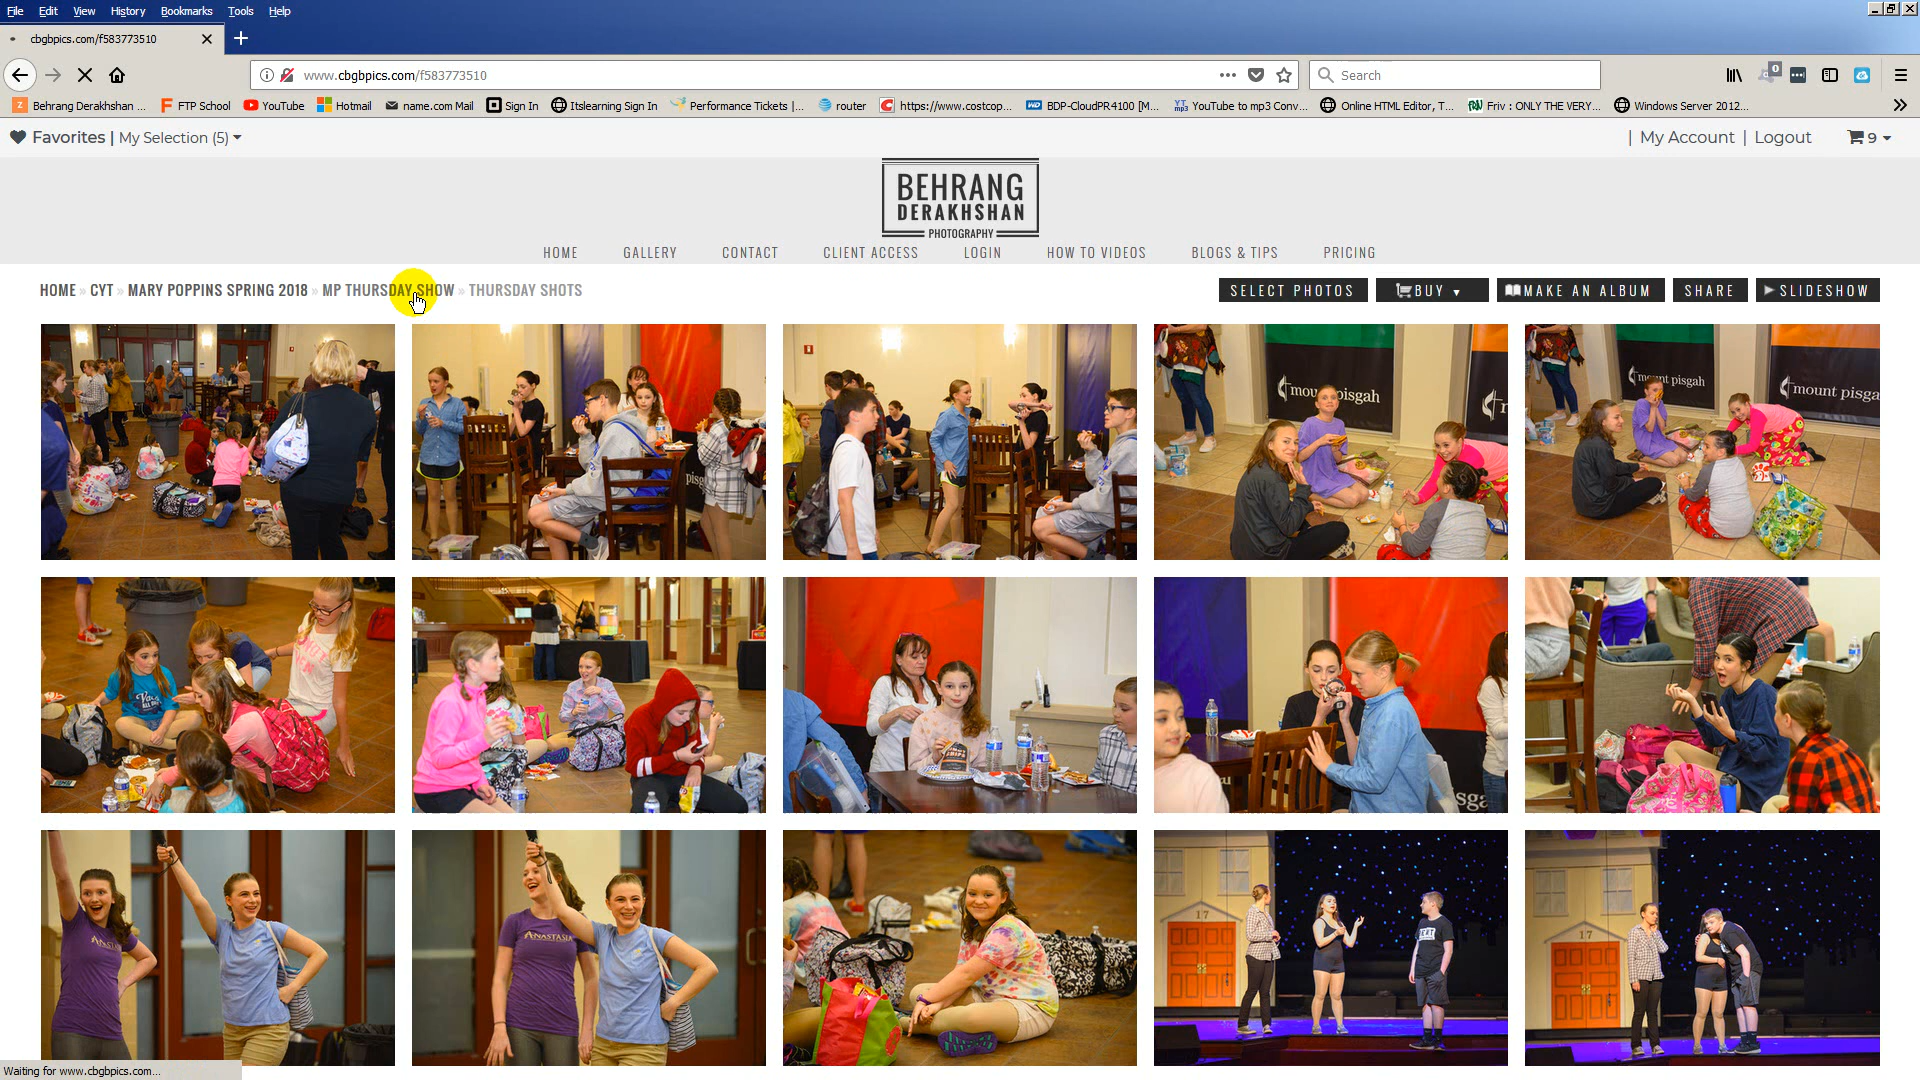 File Edit View History Bookmarks Tools Help
cbgbpics.com/f583773510
www.cbgbpics.com/f583773510
Search
0
Behrang Derakhshan ... FTP School YouTube Hotmail name.com Mail Sign In Itslearning Sign In Performance Tickets |... router https://www.costcop... BDP-CloudPR4100 [M... YouTube to mp3 Conv... Online HTML Editor, T... Friv : ONLY THE VERY... Windows Server 2012...
Favorites | My Selection (5) | My Account | Logout 9
BEHRANG
DERAKHSHAN
PHOTOGRAPHY
HOME GALLERY CONTACT CLIENT ACCESS LOGIN HOW TO VIDEOS BLOGS & TIPS PRICING
HOME » CYT » MARY POPPINS SPRING 2018 » MP THURSDAY SHOW » THURSDAY SHOTS
SELECT PHOTOS BUY ▼ MAKE AN ALBUM SHARE SLIDESHOW
mount pisgah
mount pisgah
ANASTASIA
17
17
Waiting for www.cbgbpics.com...